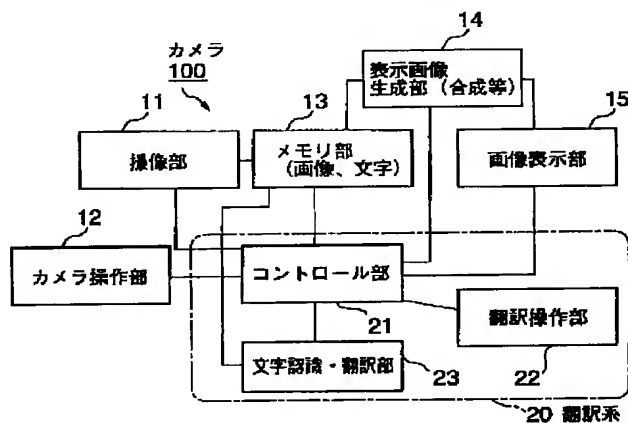 カメラ
100
14
表示画像
生成部（合成等）
11
13
15
撮像部
メモリ部
(画像、文字)
画像表示部
12
カメラ操作部
コントロール部
21
翻訳操作部
22
文字認識・翻訳部
23
20 翻訳系